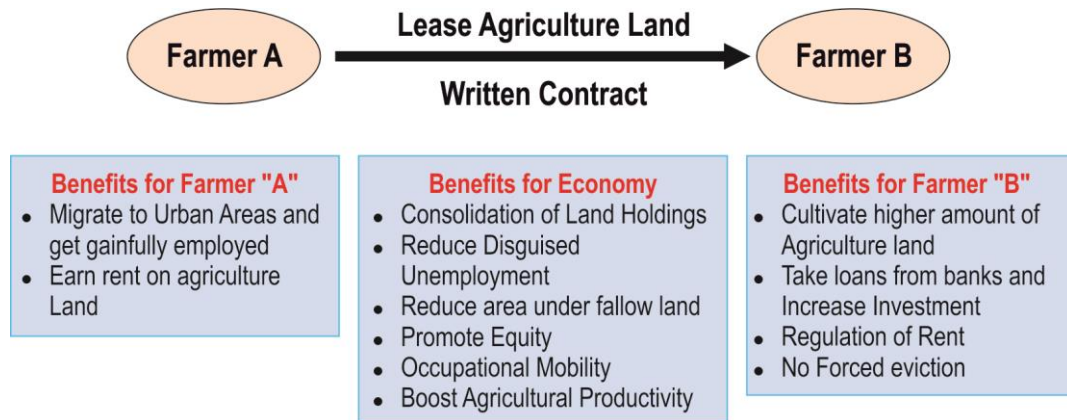 Farmer A
Lease Agriculture Land
Written Contract
Farmer B
Benefits for Farmer "A"
• Migrate to Urban Areas and
get gainfully employed
• Earn rent on agriculture
Land
Benefits for Economy
• Consolidation of Land Holdings
• Reduce Disguised
Unemployment
• Reduce area under fallow land
• Promote Equity
• Occupational Mobility
• Boost Agricultural Productivity
Benefits for Farmer "B"
• Cultivate higher amount of
Agriculture land
• Take loans from banks and
Increase Investment
• Regulation of Rent
• No Forced eviction